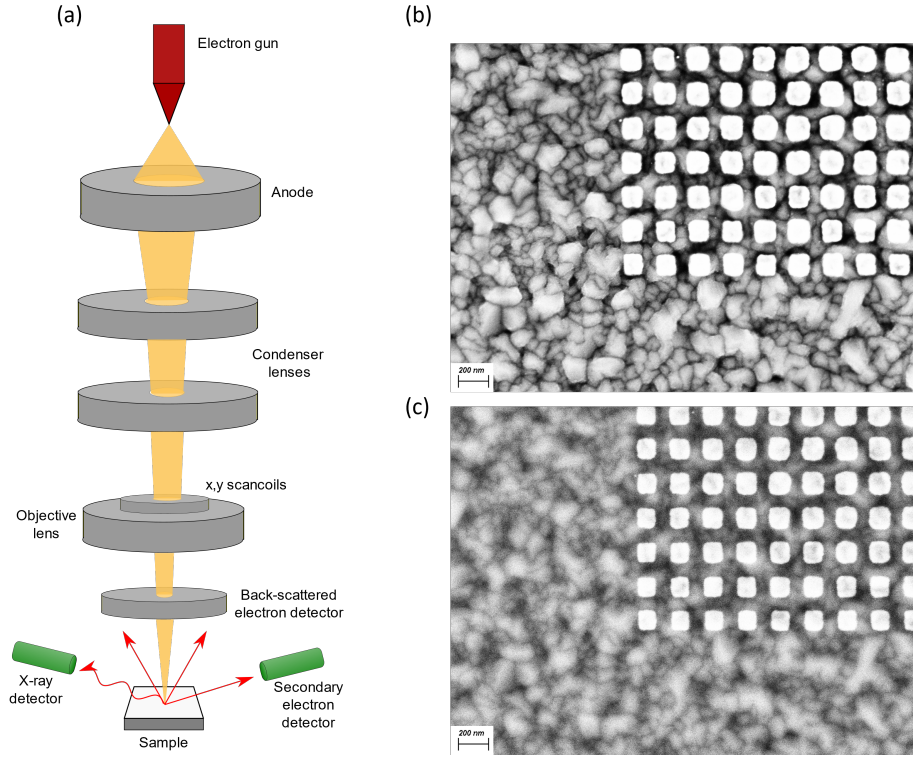 (a)
Electron gun
Anode
Condenser
lenses
x,y scancoils
Objective
lens
Back-scattered
electron detector
X-ray
detector
Secondary
electron
detector
Sample
(b)
200 nm
(c)
200 nm